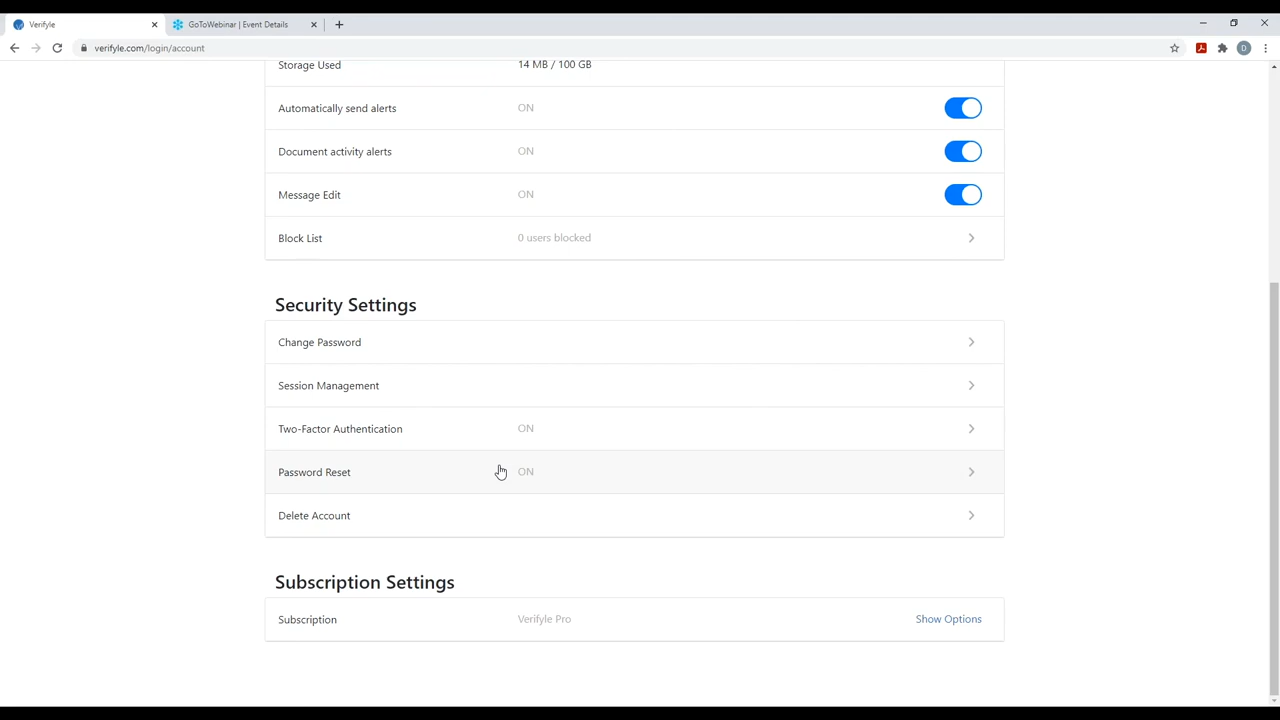 Verifyle
GoToWebinar | Event Details
verifyle.com/login/account
D
Storage Used 14 MB / 100 GB
Automatically send alerts ON
Document activity alerts ON
Message Edit ON
Block List 0 users blocked
Security Settings
Change Password
Session Management
Two-Factor Authentication ON
Password Reset ON
Delete Account
Subscription Settings
Subscription Verifyle Pro Show Options